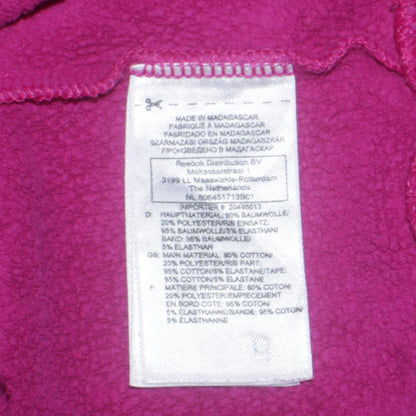 MADE IN MADAGASCAR
FABRIQUÉ A MADAGASCAR
FABRICADO EN MADAGASCAR
SZÁRMAZÁSI ORSZÁG MADAGASZKÁR
ПРОИЗВЕДЕНО В МАДАГАСКАР
Reebok Distribution BV
Makassarstraat 1
3199 LL Maasvlakte-Rotterdam
The Netherlands
NL 806451713B01
IMPORTER # 20495013
D: HAUPTMATERIAL: 80% BAUMWOLLE/
20% POLYESTER/RIB EINSATZ:
95% BAUMWOLLE/5% ELASTHAN/
BAND: 95% BAUMWOLLE/
5% ELASTHAN
GB: MAIN MATERIAL: 80% COTTON/
20% POLYESTER/RIB PART:
95% COTTON/5% ELASTANE/TAPE:
95% COTTON/5% ELASTANE
F: MATIERE PRINCIPALE: 80% COTON/
20% POLYESTER/EMPIECEMENT
EN BORD COTE: 95% COTON/
5% ELASTHANNE/BANDE: 95% COTON/
5% ELASTHANNE